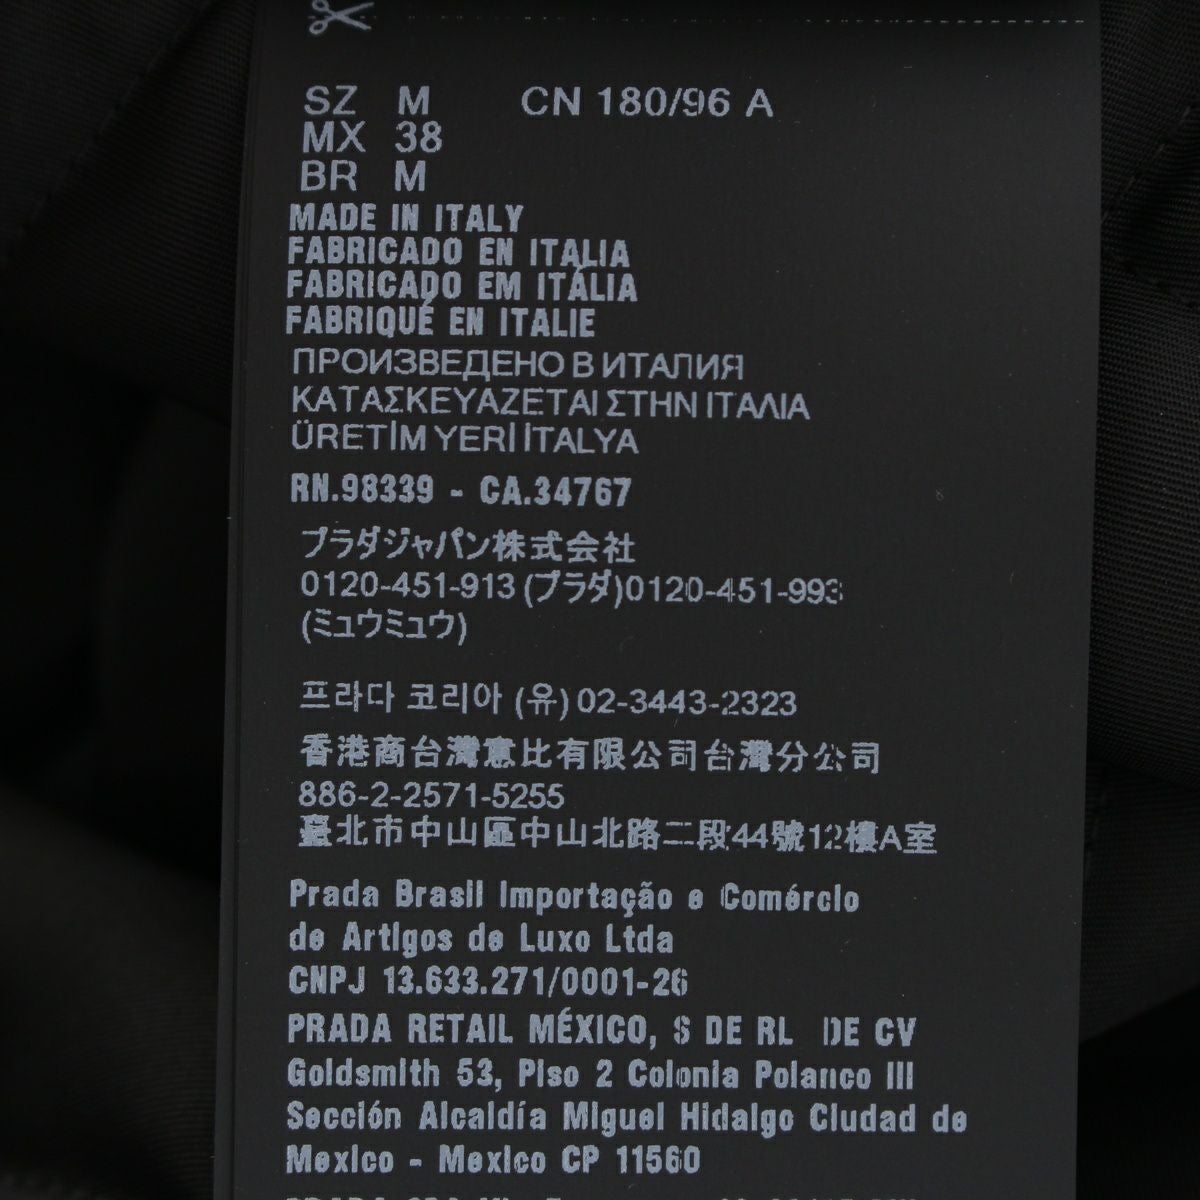 SZ M CN 180/96 A
MX 38
BR M
MADE IN ITALY
FABRICADO EN ITALIA
FABRICADO EM ITÁLIA
FABRIQUÉ EN ITALIE
ПРОИЗВЕДЕНО В ИТАЛИЯ
ΚΑΤΑΣΚΕΥΑΖΕΤΑΙ ΣΤΗΝ ΙΤΑΛΙΑ
ÜRETİM YERİ İTALYA
RN.98339 - CA.34767
プラダジャパン株式会社
0120-451-913 (プラダ)0120-451-993
(ミュウミュウ)
프라다 코리아 (유) 02-3443-2323
香港商台灣惠比有限公司台灣分公司
886-2-2571-5255
臺北市中山區中山北路二段44號12樓A室
Prada Brasil Importação e Comércio
de Artigos de Luxo Ltda
CNPJ 13.633.271/0001-26
PRADA RETAIL MÉXICO, S DE RL DE CV
Goldsmith 53, Piso 2 Colonia Polanco III
Sección Alcaldía Miguel Hidalgo Ciudad de
Mexico - Mexico CP 11560